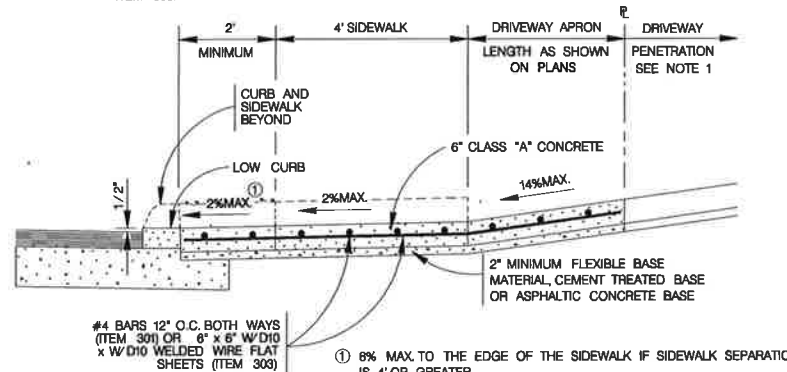 ℄
2'
4' SIDEWALK
DRIVEWAY APRON
DRIVEWAY
MINIMUM
LENGTH AS SHOWN
ON PLANS
PENETRATION
SEE NOTE 1
CURB AND
SIDEWALK
BEYOND
LOW CURB
6" CLASS "A" CONCRETE
1/2"
2%MAX.
①
2%MAX.
14%MAX.
2" MINIMUM FLEXIBLE BASE
MATERIAL, CEMENT TREATED BASE
OR ASPHALTIC CONCRETE BASE
#4 BARS 12" O.C. BOTH WAYS
(ITEM 301) OR 6" x 6" W/D10
x W/D10 WELDED WIRE FLAT
SHEETS (ITEM 303)
① 6% MAX. TO THE EDGE OF THE SIDEWALK IF SIDEWALK
IS 4' OR GREATER